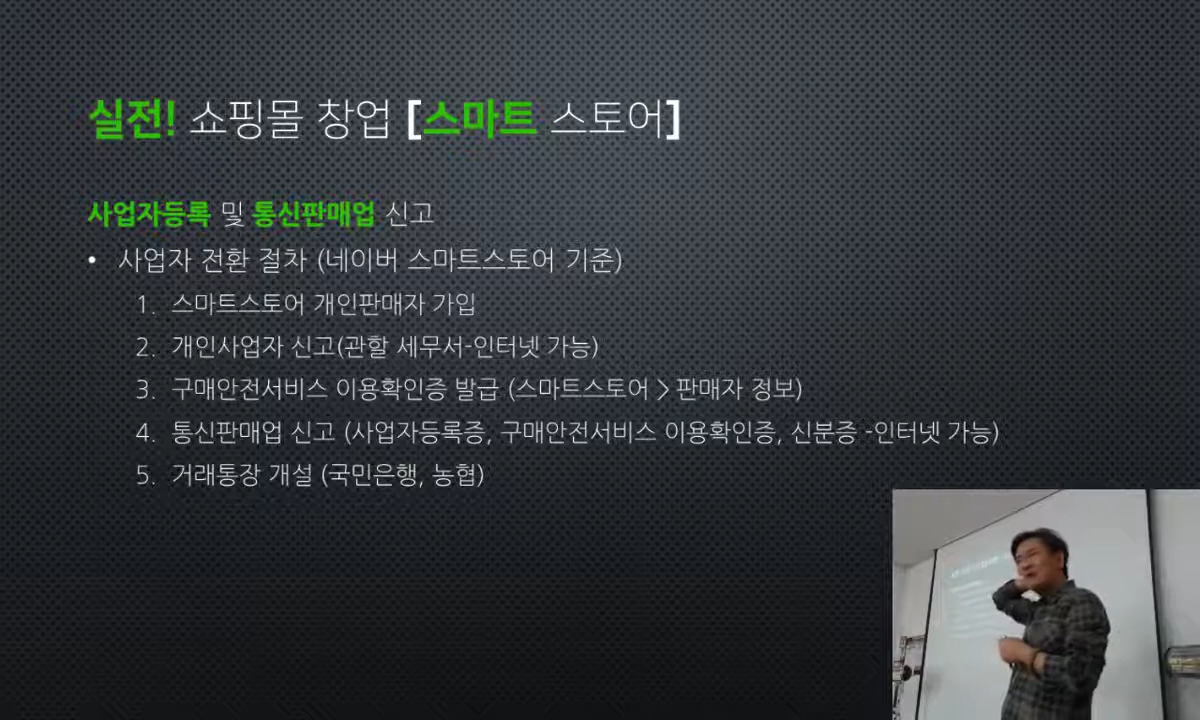 실전! 쇼핑몰 창업 [스마트 스토어]
사업자등록 및 통신판매업 신고
• 사업자 전환 절차 (네이버 스마트스토어 기준)
1. 스마트스토어 개인판매자 가입
2. 개인사업자 신고(관할 세무서-인터넷 가능)
3. 구매안전서비스 이용확인증 발급 (스마트스토어 > 판매자 정보)
4. 통신판매업 신고 (사업자등록증, 구매안전서비스 이용확인증, 신분증 -인터넷 가능)
5. 거래통장 개설 (국민은행, 농협)